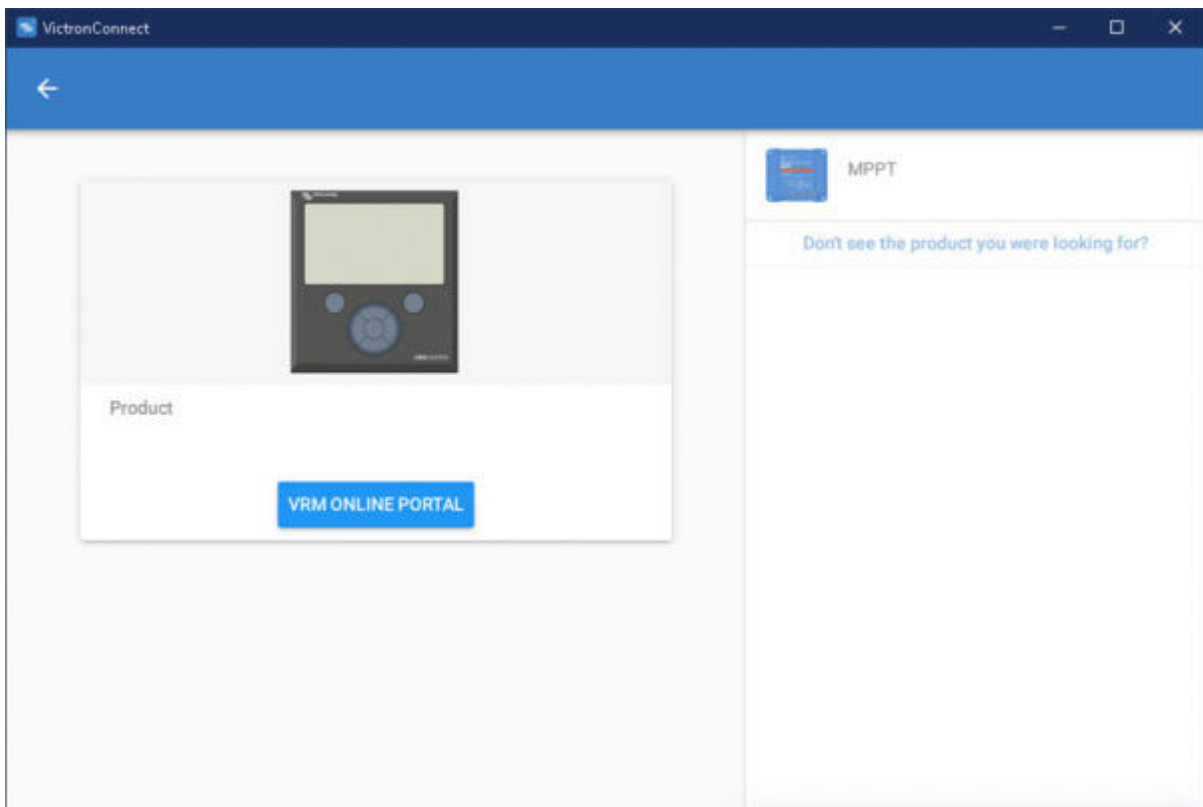 VictronConnect
Product
VRM ONLINE PORTAL
MPPT
Don't see the product you were looking for?